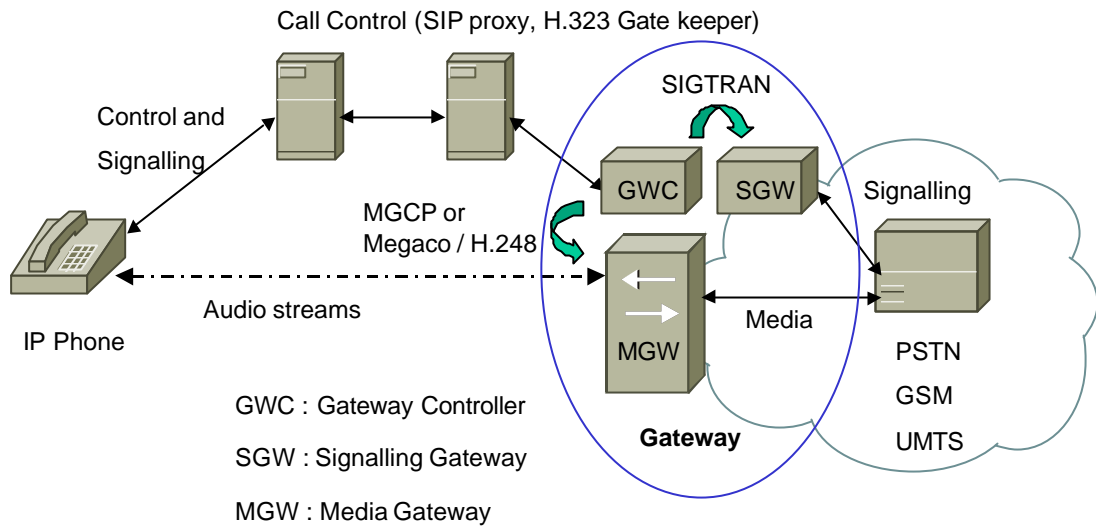 Call Control (SIP proxy, H.323 Gate keeper)
SIGTRAN
Control and
Signalling
GWC
SGW
Signalling
MGCP or
Megaco / H.248
Audio streams
Media
IP Phone
MGW
PSTN
GSM
UMTS
GWC : Gateway Controller
Gateway
SGW : Signalling Gateway
MGW : Media Gateway